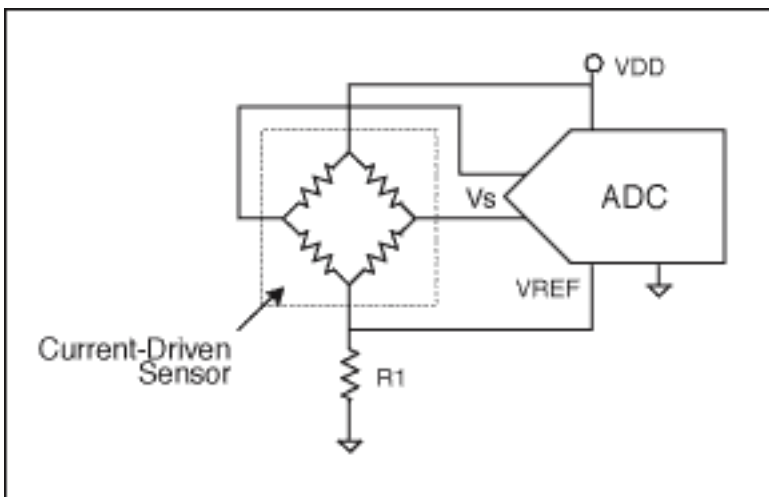 VDD
Vs
ADC
VREF
Current-Driven
Sensor
R1